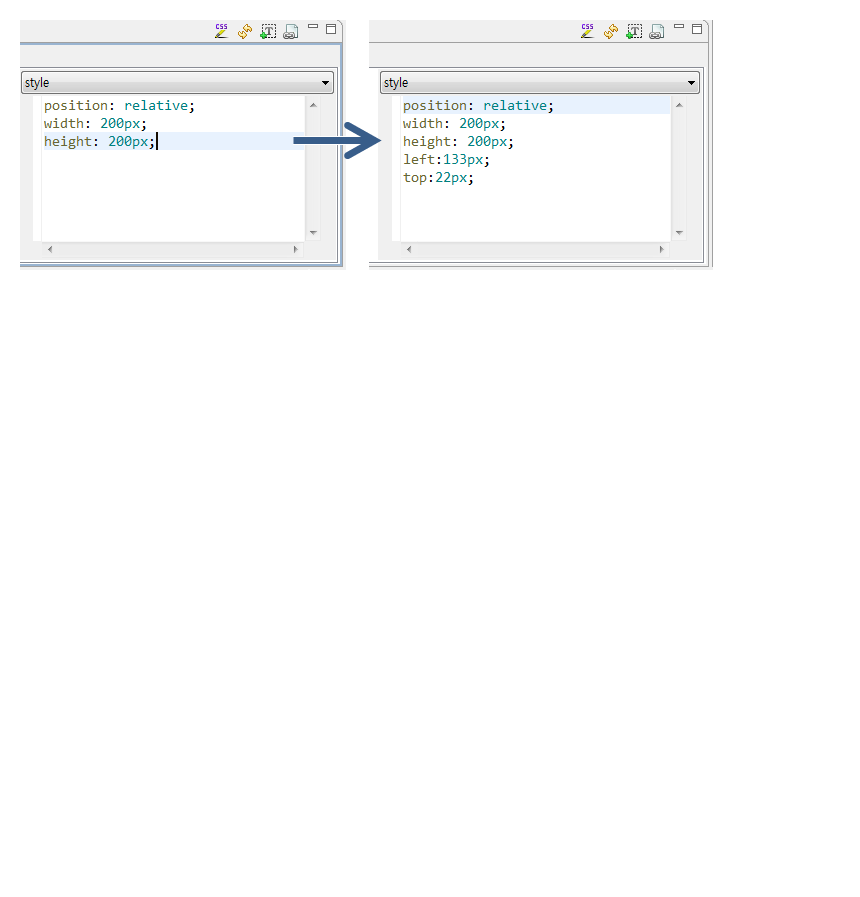 CSS
style
position: relative;
width: 200px;
height: 200px;
CSS
style
position: relative;
width: 200px;
height: 200px;
left:133px;
top:22px;